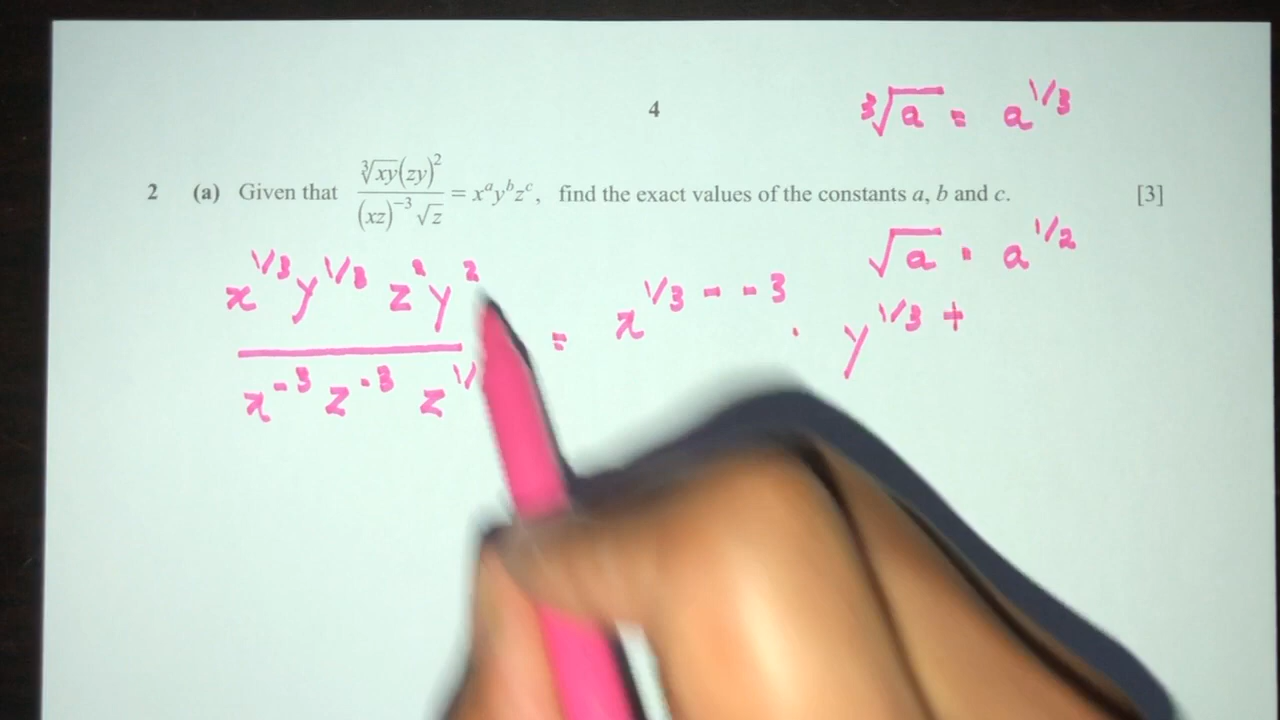 4
∛a = a^1/3
2 (a) Given that ∛xy(zy)^2 / (xz)^-3 √z = x^a y^b z^c, find the exact values of the constants a, b and c. [3]
√a = a^1/2
x^1/3 y^1/3 z^2 y^2 / x^-3 z^-3 z^1/ = x^1/3 - -3 · y^1/3 +